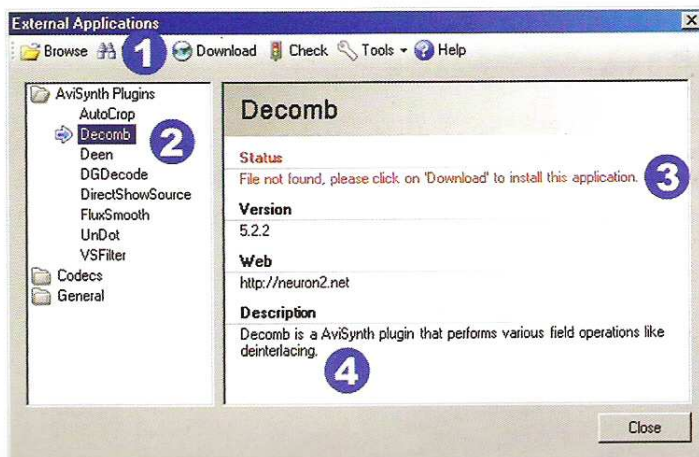 External Applications
Browse 1 Download Check Tools Help
AviSynth Plugins
AutoCrop
Decomb 2
Deen
DGDecode
DirectShowSource
FluxSmooth
UnDot
VSFilter
Codecs
General
Decomb
Status
File not found, please click on 'Download' to install this application. 3
Version
5.2.2
Web
http://neuron2.net
Description
Decomb is a AviSynth plugin that performs various field operations like
deinterlacing.
4
Close